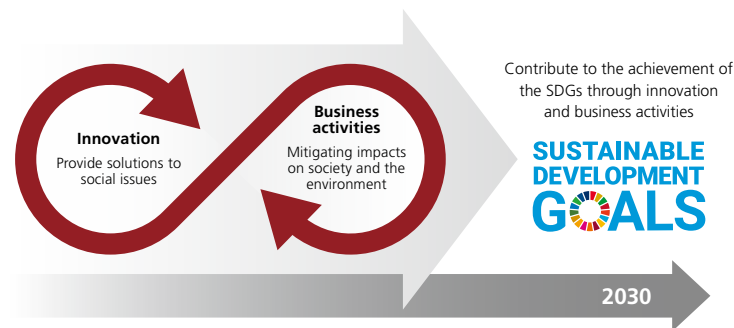 Innovation
Provide solutions to
social issues
Business
activities
Mitigating impacts
on society and the
environment
Contribute to the achievement of
the SDGs through innovation
and business activities
SUSTAINABLE
DEVELOPMENT
GOALS
2030